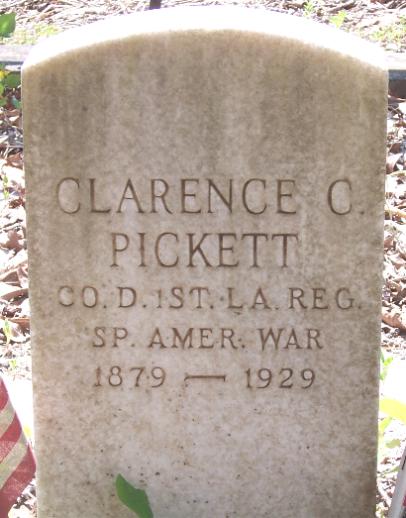 CLARENCE C.
PICKETT
CO. D. 1ST. LA. REG.
SP. AMER. WAR
1879 — 1929